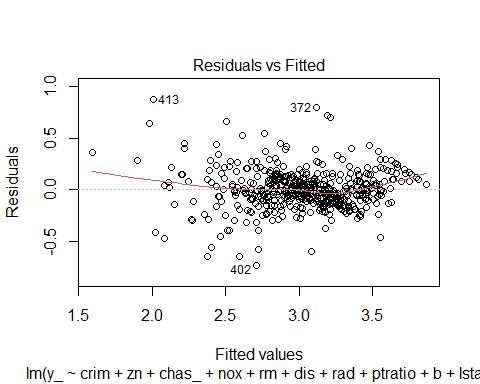 Residuals vs Fitted
1.0
0.5
0.0
-0.5
Residuals
413
372
402
1.5 2.0 2.5 3.0 3.5
Fitted values
lm(y_ ~ crim + zn + chas_ + nox + rm + dis + rad + ptratio + b + lsta